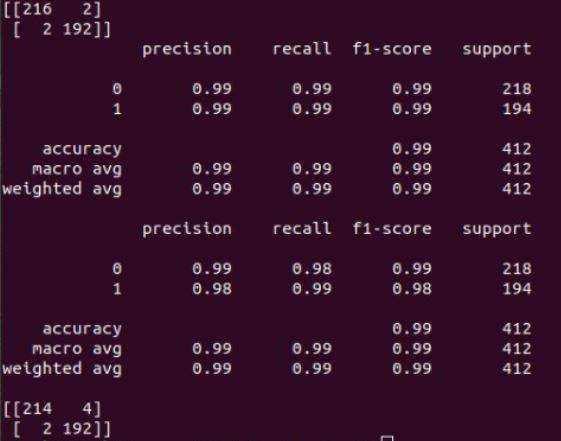 [[216   2]
 [  2 192]]
              precision    recall  f1-score   support

           0       0.99      0.99      0.99       218
           1       0.99      0.99      0.99       194

    accuracy                           0.99       412
   macro avg       0.99      0.99      0.99       412
weighted avg       0.99      0.99      0.99       412

              precision    recall  f1-score   support

           0       0.99      0.98      0.99       218
           1       0.98      0.99      0.98       194

    accuracy                           0.99       412
   macro avg       0.99      0.99      0.99       412
weighted avg       0.99      0.99      0.99       412

[[214   4]
 [  2 192]]